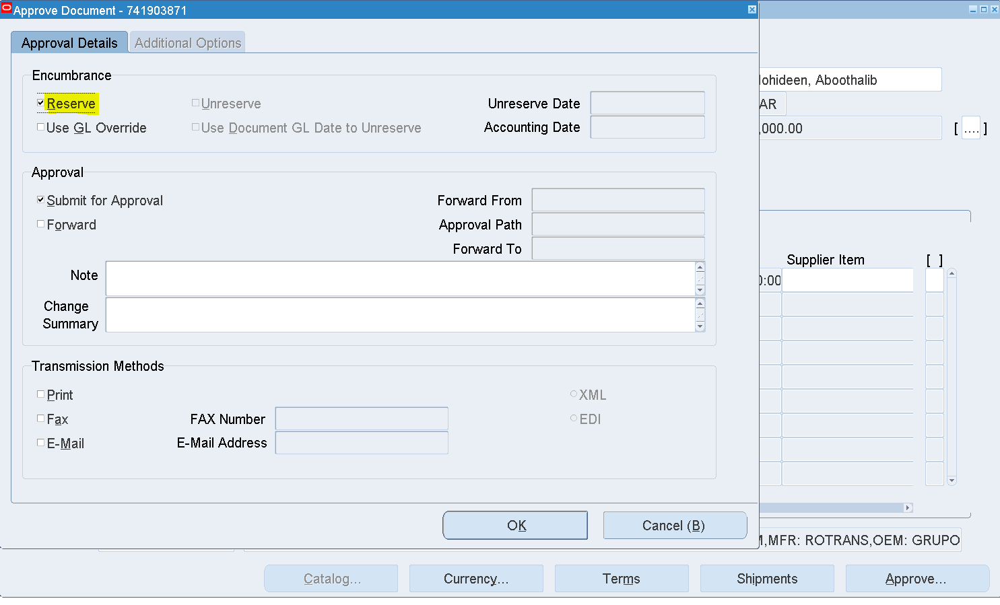 Approve Document - 741903871
Approval Details
Additional Options
Encumbrance
Reserve
Unreserve
Unreserve Date
Use GL Override
Use Document GL Date to Unreserve
Accounting Date
Approval
Submit for Approval
Forward From
Forward
Approval Path
Forward To
Note
Change
Summary
Transmission Methods
Print
XML
Fax
FAX Number
EDI
E-Mail
E-Mail Address
OK
Cancel (B)
Aboothalib
AR
,000.00
[ .... ]
Supplier Item
[ ]
0:00
,MFR: ROTRANS,OEM: GRUPO
Catalog...
Currency...
Terms
Shipments
Approve...